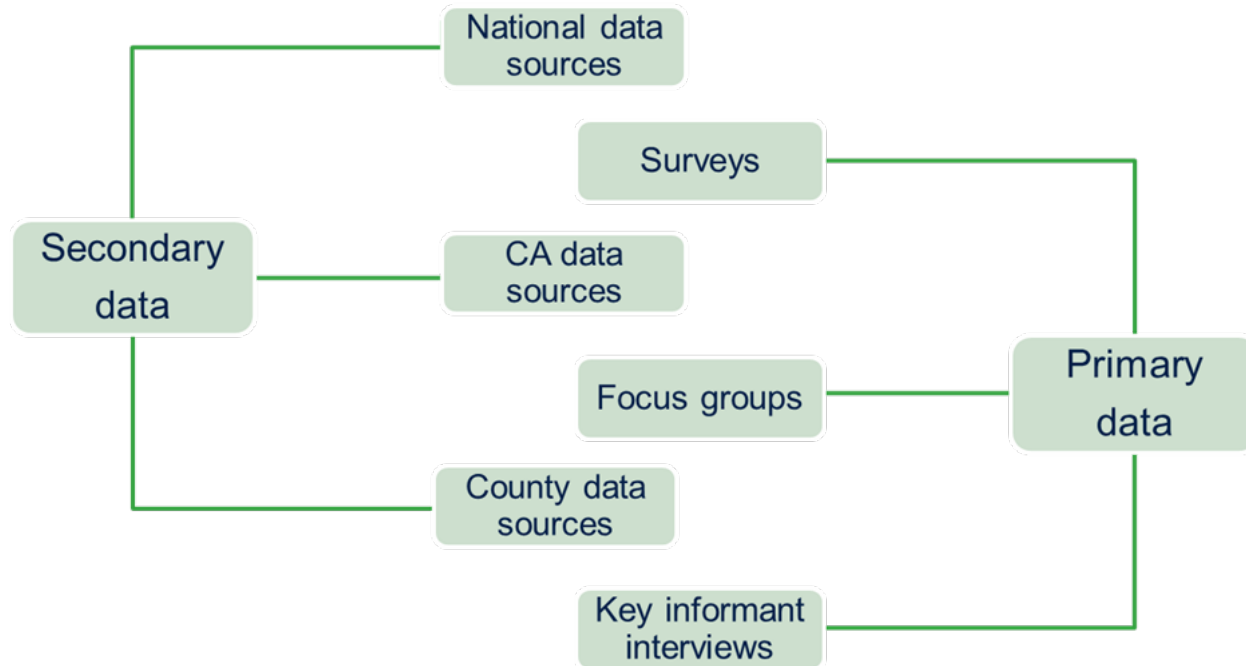 National data
sources
Surveys
Secondary
data
CA data
sources
Primary
data
Focus groups
County data
sources
Key informant
interviews